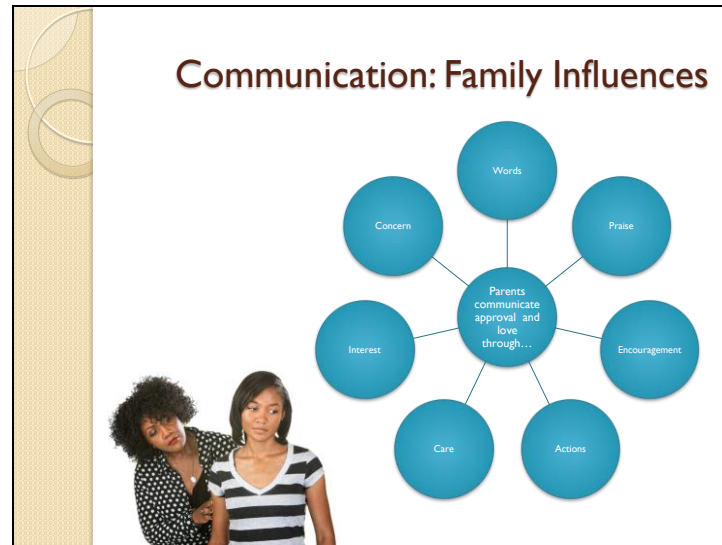 Communication: Family Influences
Words
Praise
Encouragement
Actions
Care
Interest
Concern
Parents
communicate
approval and
love
through…